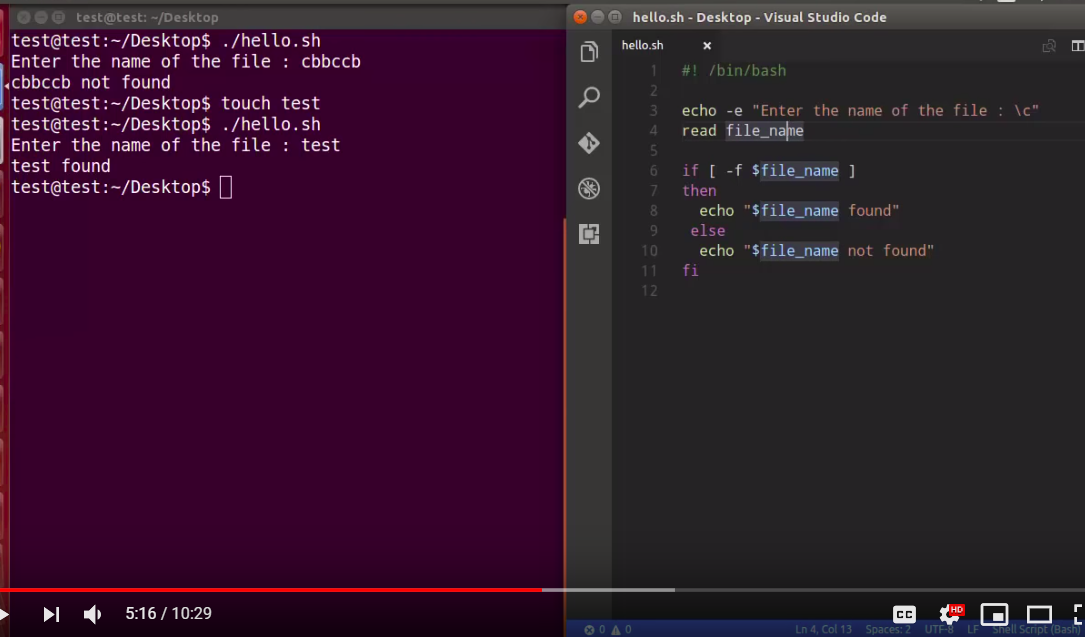 test@test: ~/Desktop
test@test:~/Desktop$ ./hello.sh
Enter the name of the file : cbbccb
cbbccb not found
test@test:~/Desktop$ touch test
test@test:~/Desktop$ ./hello.sh
Enter the name of the file : test
test found
test@test:~/Desktop$
hello.sh - Desktop - Visual Studio Code
hello.sh
1 #! /bin/bash
2
3 echo -e "Enter the name of the file : \c"
4 read file_name
5
6 if [ -f $file_name ]
7 then
8 echo "$file_name found"
9 else
10 echo "$file_name not found"
11 fi
12
5:16 / 10:29
CC
HD
0 0
Ln 4, Col 13 Spaces: 2 UTF-8 LF Shell Script (Bash)